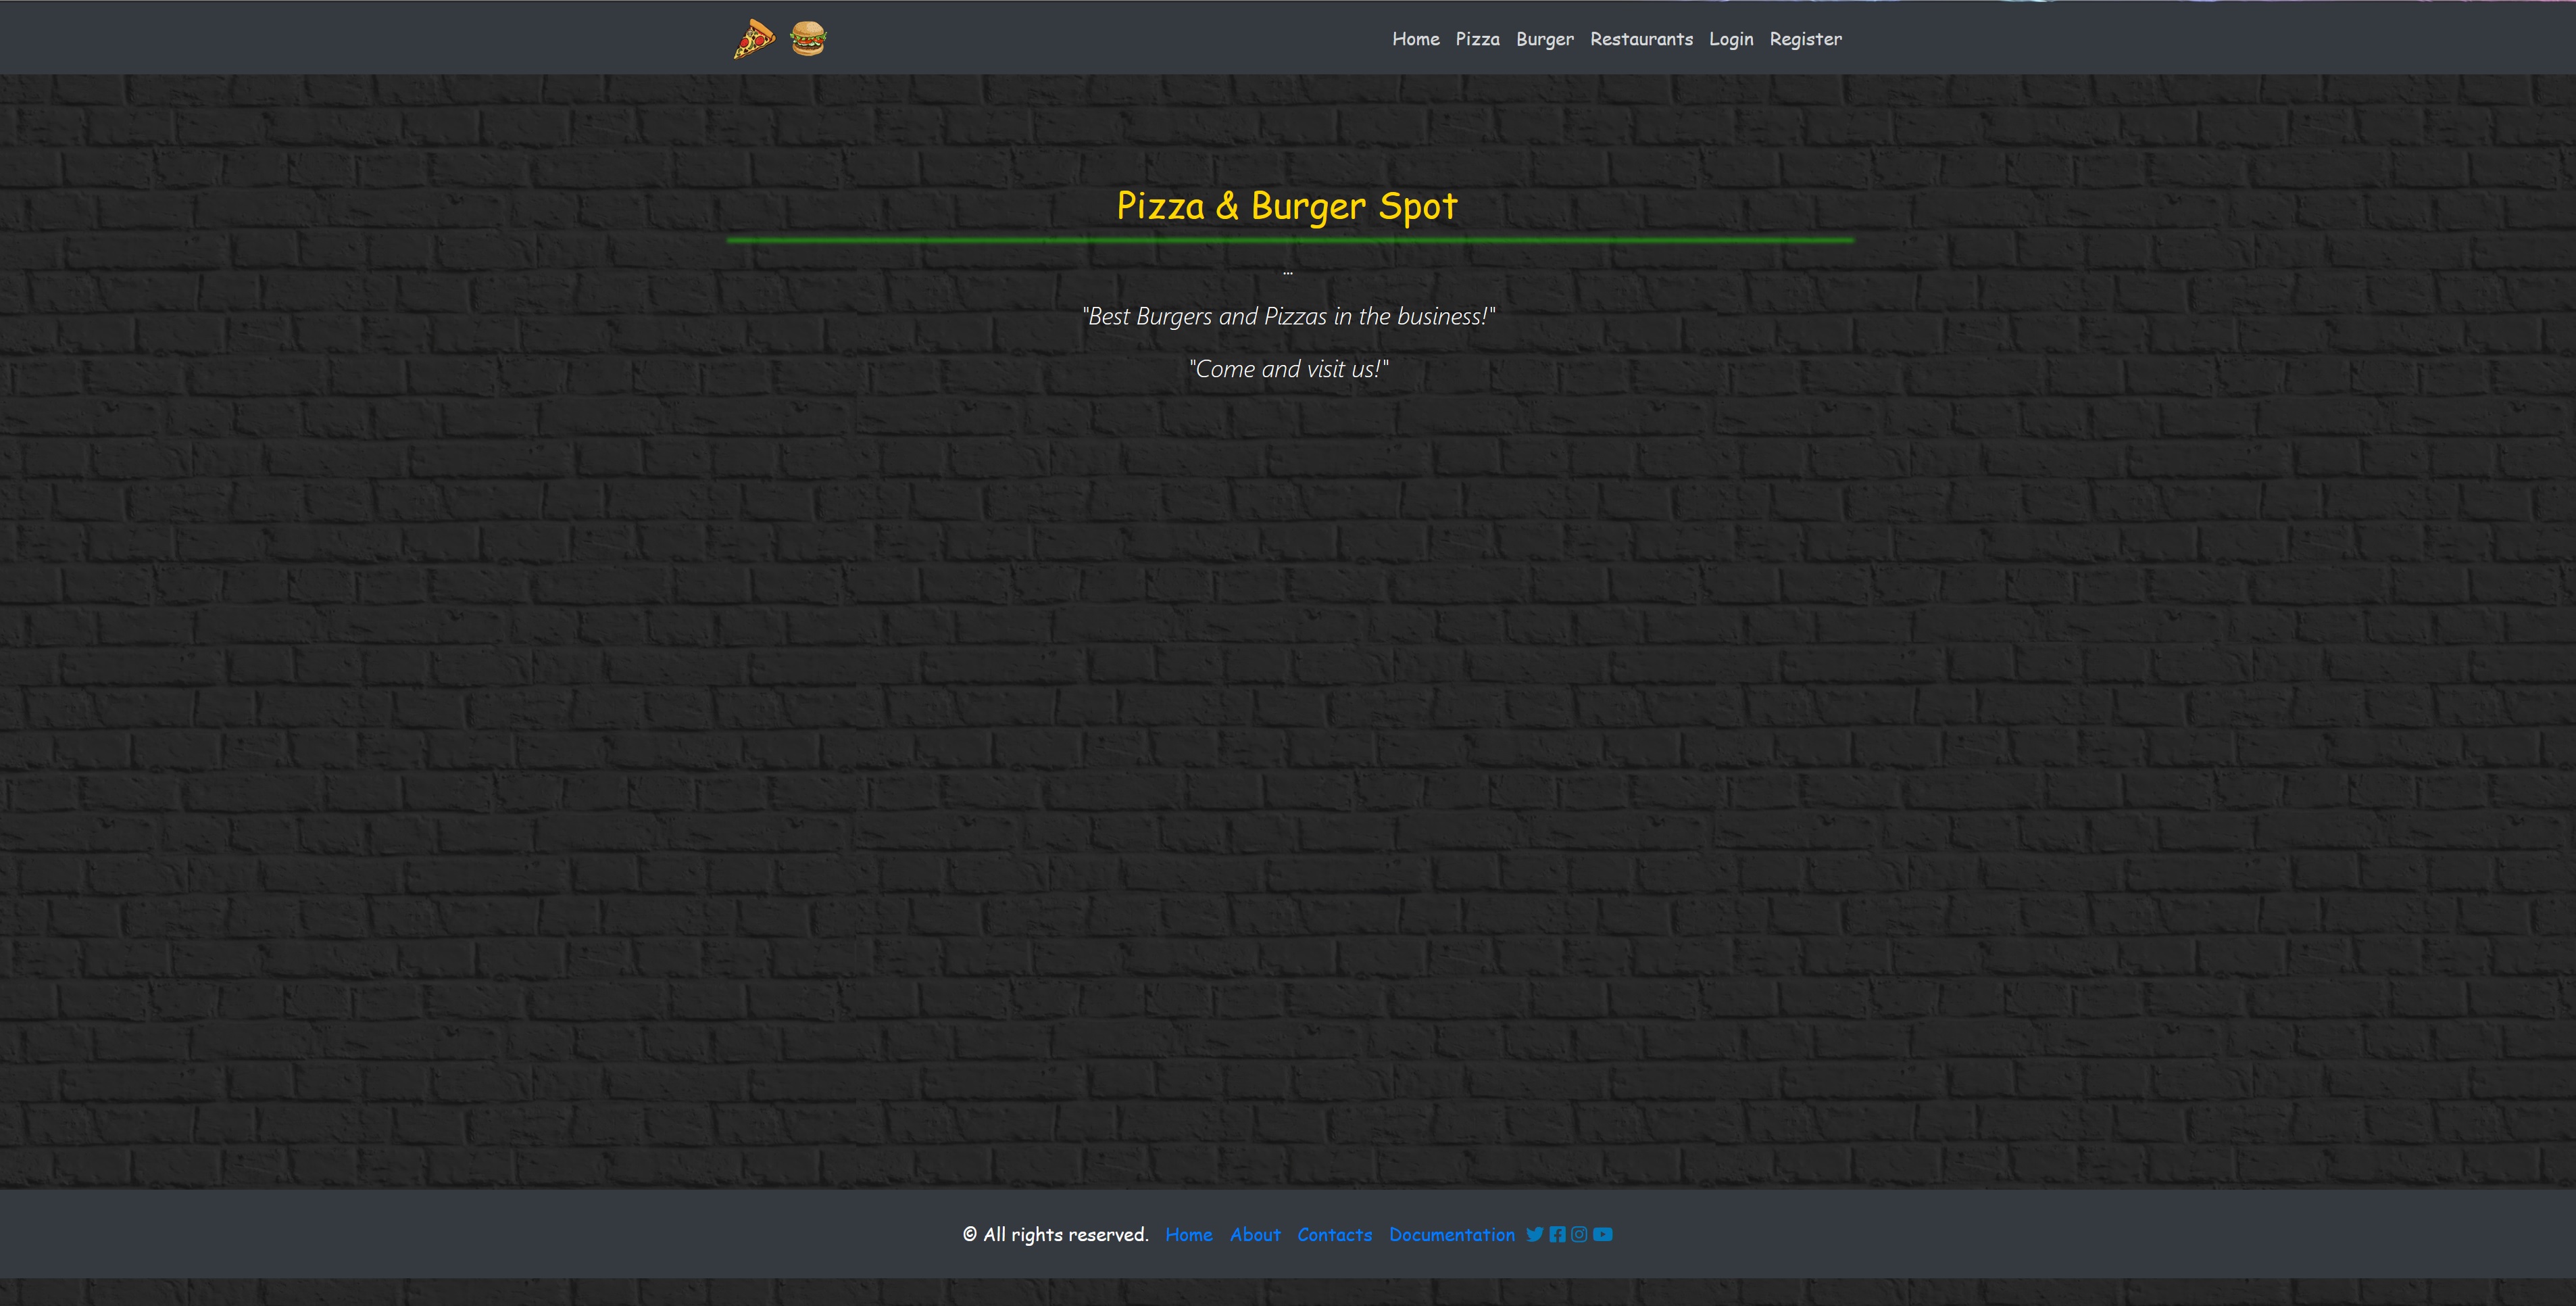 Home Pizza Burger Restaurants Login Register
Pizza & Burger Spot
...
"Best Burgers and Pizzas in the business!"
"Come and visit us!"
© All rights reserved. Home About Contacts Documentation